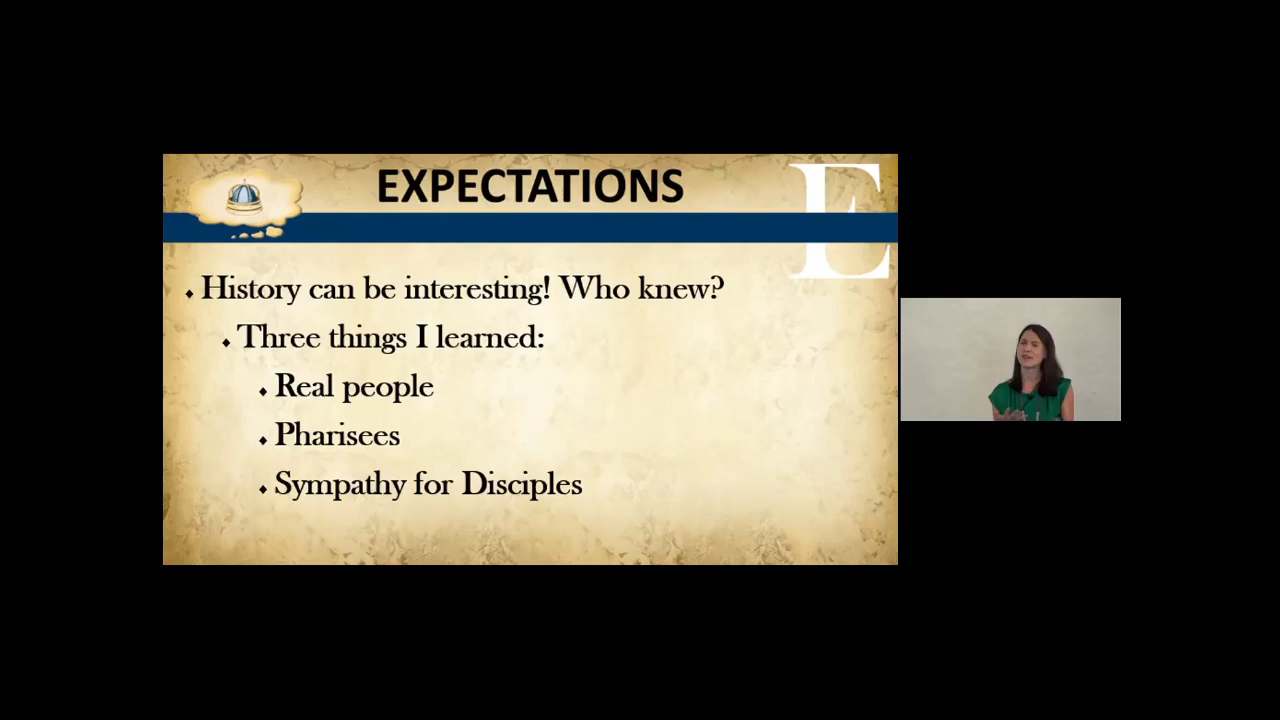 EXPECTATIONS
E
History can be interesting! Who knew?
Three things I learned:
Real people
Pharisees
Sympathy for Disciples